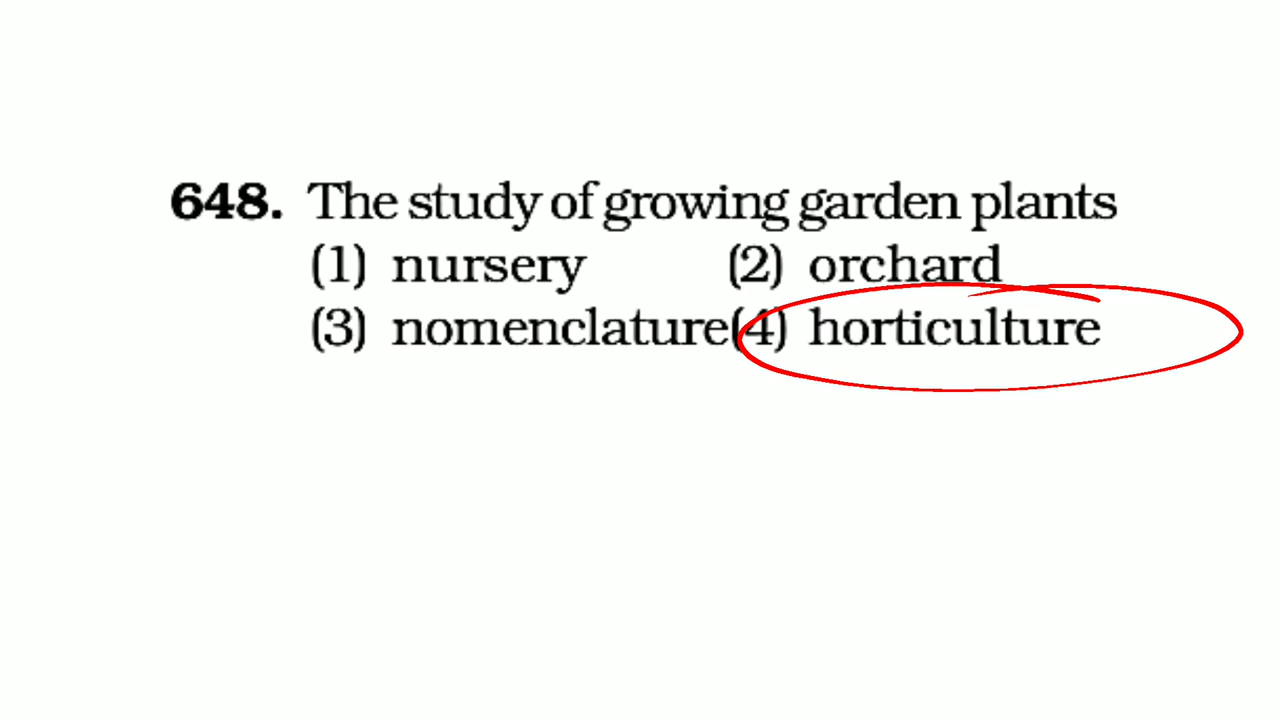 648. The study of growing garden plants
(1) nursery (2) orchard
(3) nomenclature(4) horticulture